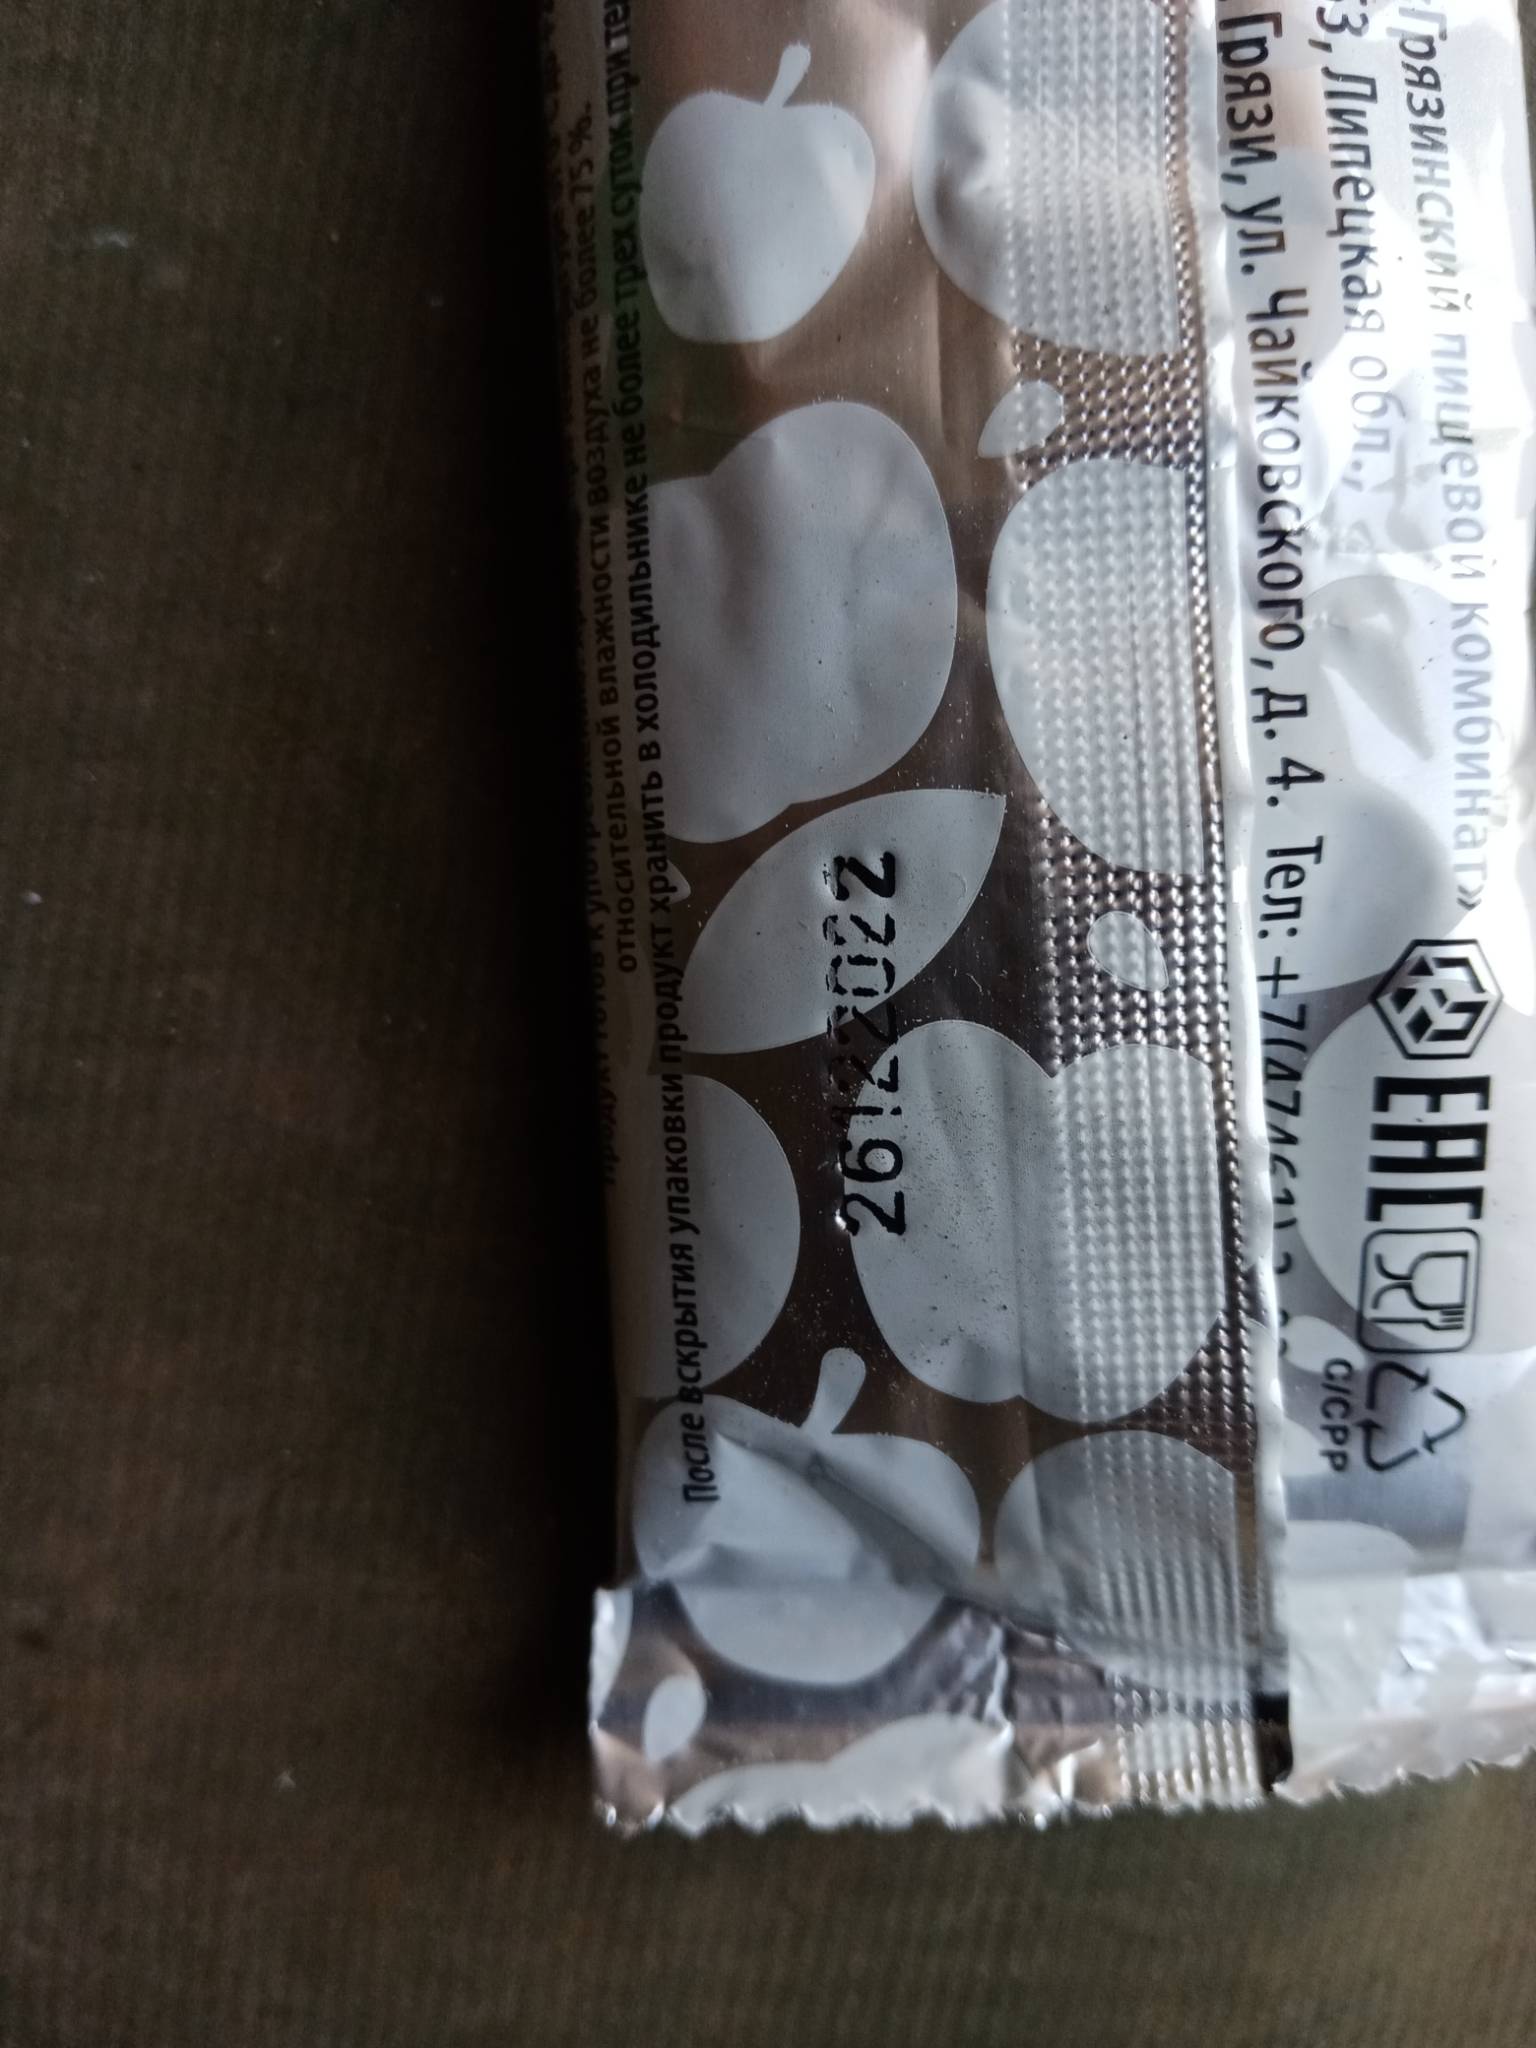 относительной влажности воздуха не более 75%.
После вскрытия упаковки продукт хранить в холодильнике не более трех суток при
26122022
Грязинский пищевой комбинат»
Липецкая обл.,
Грязи, ул. Чайковского, д. 4. Тел: +7(47461)
EAC
C/CPP